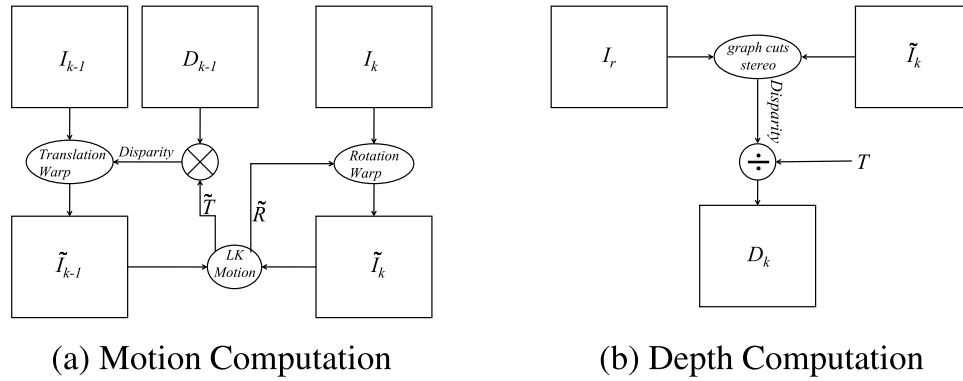 I_{k-1} D_{k-1} I_k
Translation
Warp
Disparity
Rotation
Warp
T̃ R̃
Ĩ_{k-1}
LK
Motion
Ĩ_k
(a) Motion Computation
I_r
graph cuts
stereo
Ĩ_k
Disparity
÷
T
D_k
(b) Depth Computation